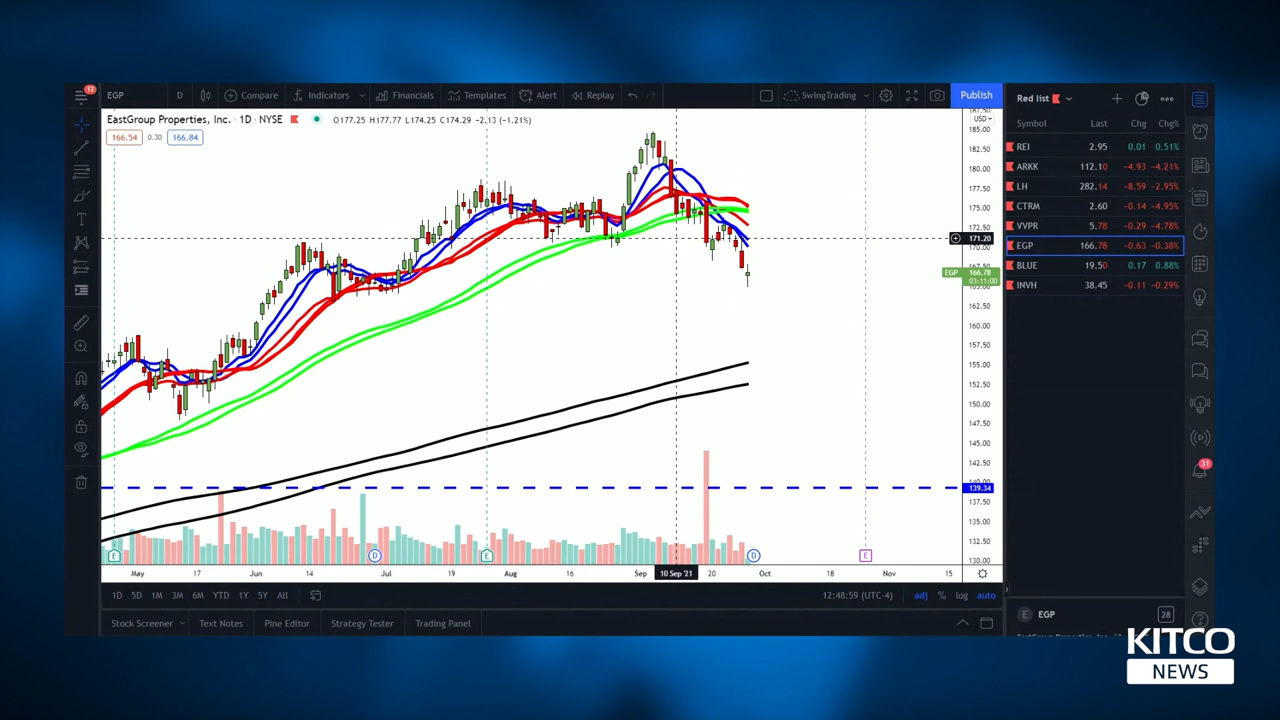 12
EGP D Compare Indicators Financials Templates Alert Replay SwingTrading Publish
EastGroup Properties, Inc. · 1D · NYSE O177.25 H177.77 L174.25 C174.29 −2.13 (−1.21%)
166.54 0.30 166.84
USD
185.00
182.50
180.00
177.50
175.00
172.50
171.20
170.00
EGP 166.78
03:11:00
162.50
160.00
157.50
155.00
152.50
150.00
147.50
145.00
142.50
139.34
137.50
135.00
132.50
130.00
E D E D E
May 17 Jun 14 Jul 19 Aug 16 Sep 10 Sep '21 20 Oct 18 Nov 15
1D 5D 1M 3M 6M YTD 1Y 5Y All 12:48:59 (UTC-4) adj % log auto
Stock Screener Text Notes Pine Editor Strategy Tester Trading Panel
Red list
Symbol Last Chg Chg%
REI 2.95 0.01 0.51%
ARKK 112.10 −4.93 −4.21%
LH 282.14 −8.59 −2.95%
CTRM 2.60 −0.14 −4.95%
VVPR 5.78 −0.29 −4.78%
EGP 166.78 −0.63 −0.38%
BLUE 19.50 0.17 0.88%
INVH 38.45 −0.11 −0.29%
31
E EGP 28
KITCO
NEWS